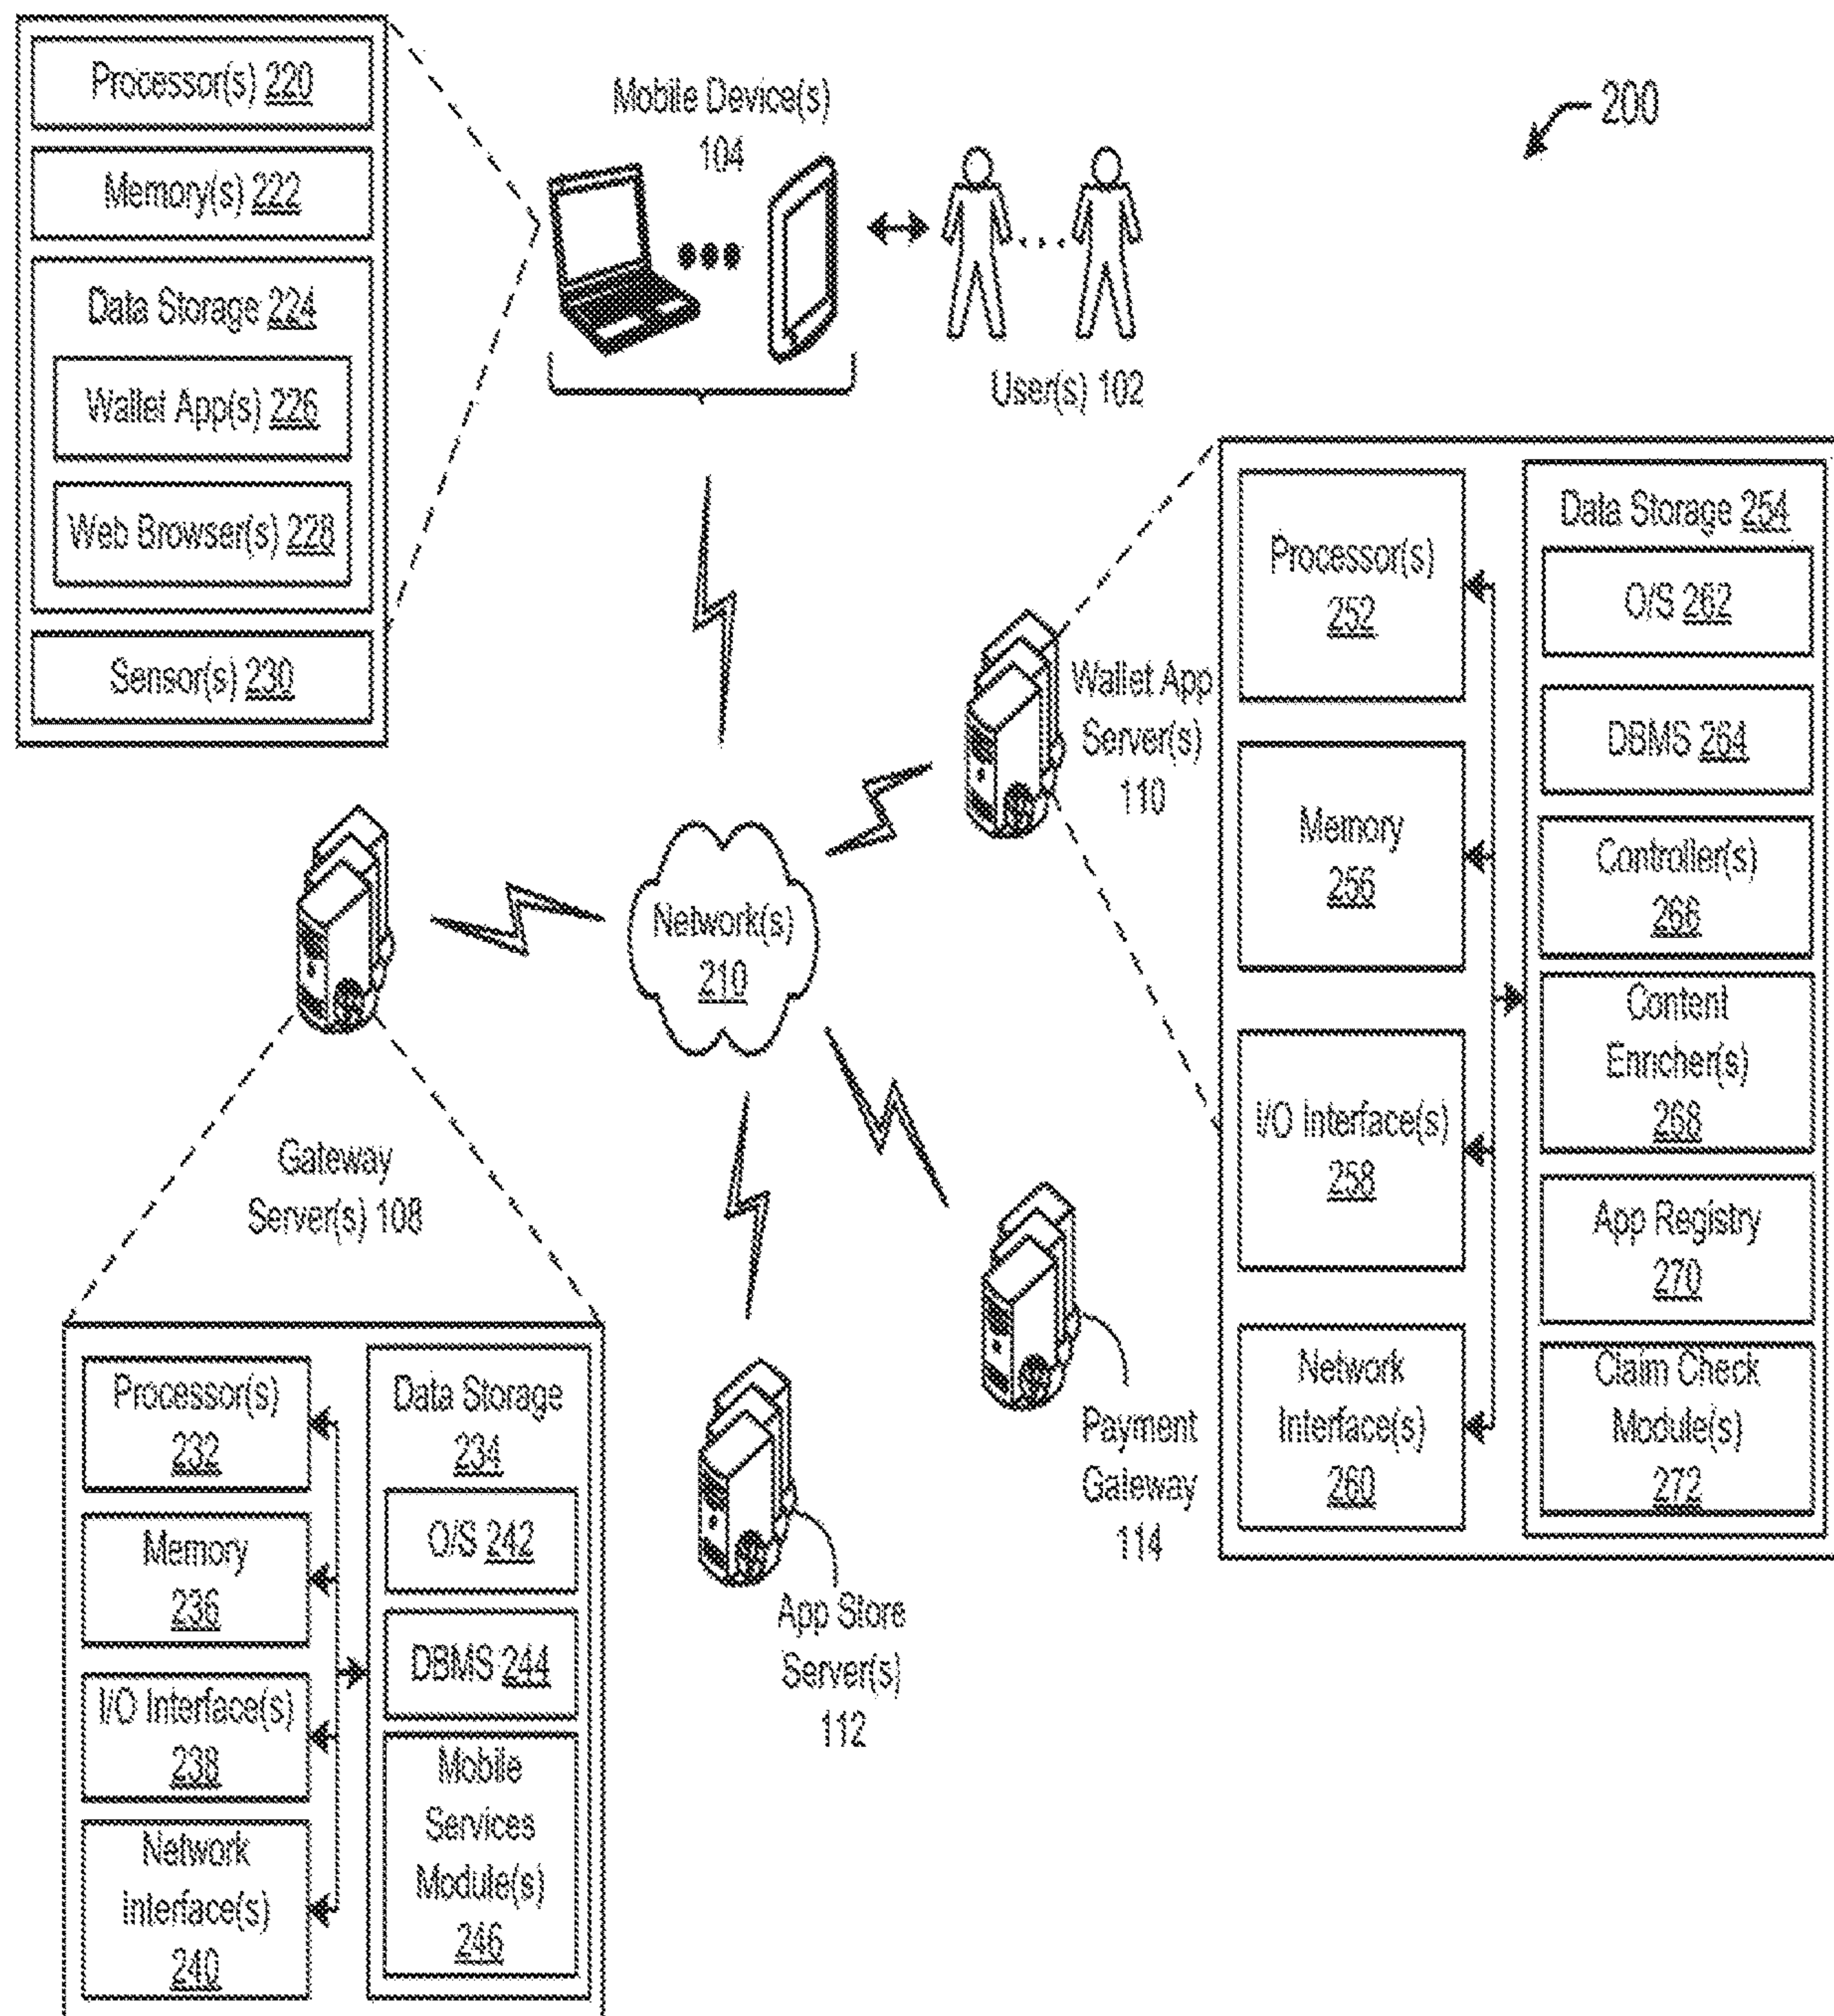 Processor(s) 220
Memory(s) 222
Data Storage 224
Wallet App(s) 226
Web Browser(s) 228
Sensor(s) 230
Mobile Device(s)
104
User(s) 102
200
Wallet App
Server(s)
110
Processor(s)
252
Memory
256
I/O Interface(s)
258
Network
Interface(s)
260
Data Storage 254
O/S 262
DBMS 264
Controller(s)
266
Content
Enricher(s)
268
App Registry
270
Claim Check
Module(s)
272
Network(s)
210
Gateway
Server(s) 108
Processor(s)
232
Memory
236
I/O Interface(s)
238
Network
Interface(s)
240
Data Storage
234
O/S 242
DBMS 244
Mobile
Services
Module(s)
246
App Store
Server(s)
112
Payment
Gateway
114